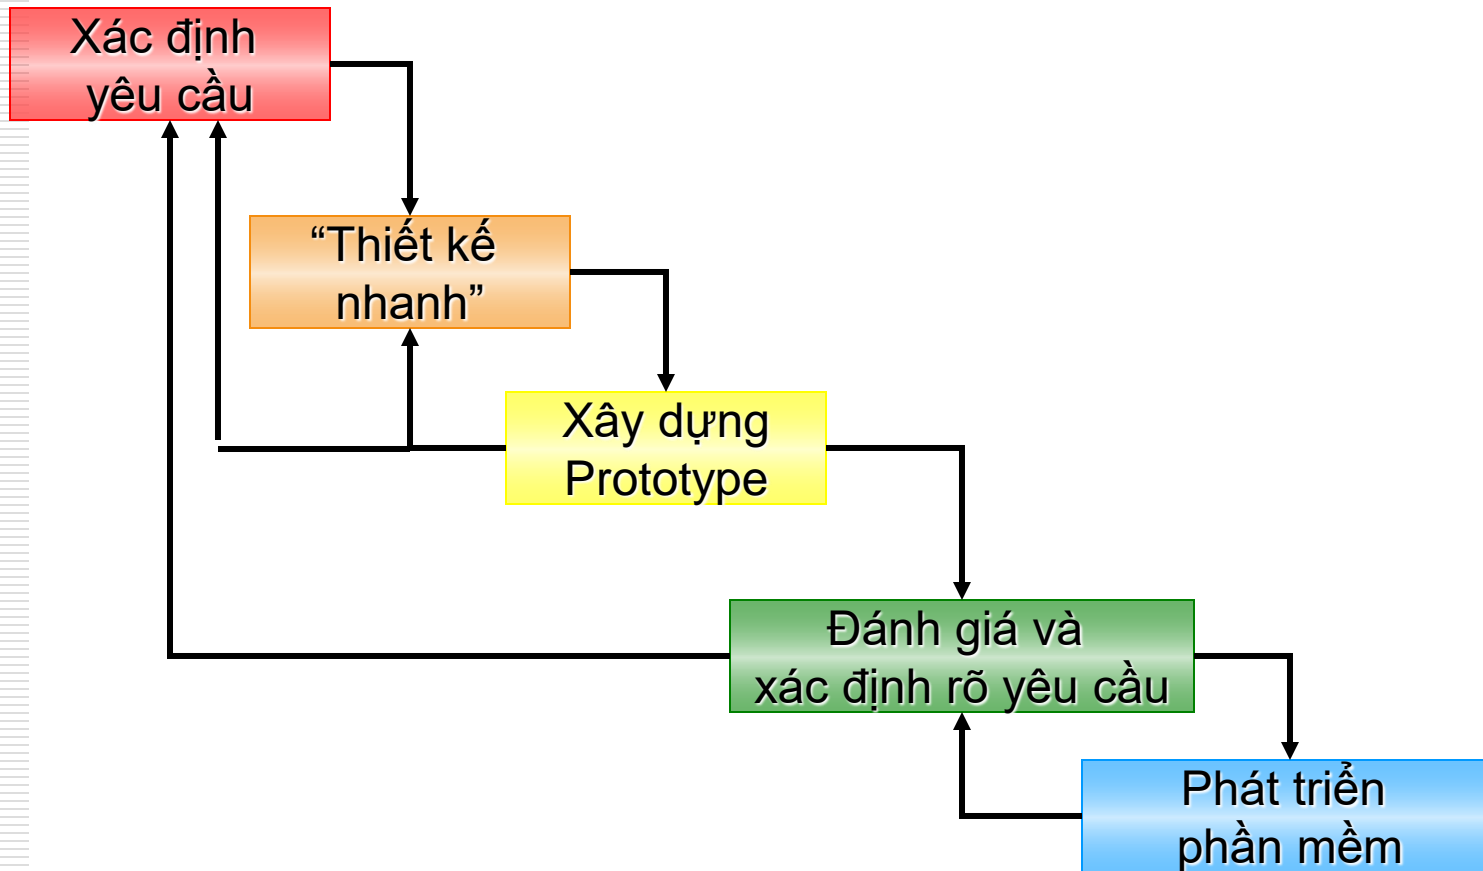 Xác định
yêu cầu
“Thiết kế
nhanh”
Xây dựng
Prototype
Đánh giá và
xác định rõ yêu cầu
Phát triển
phần mềm